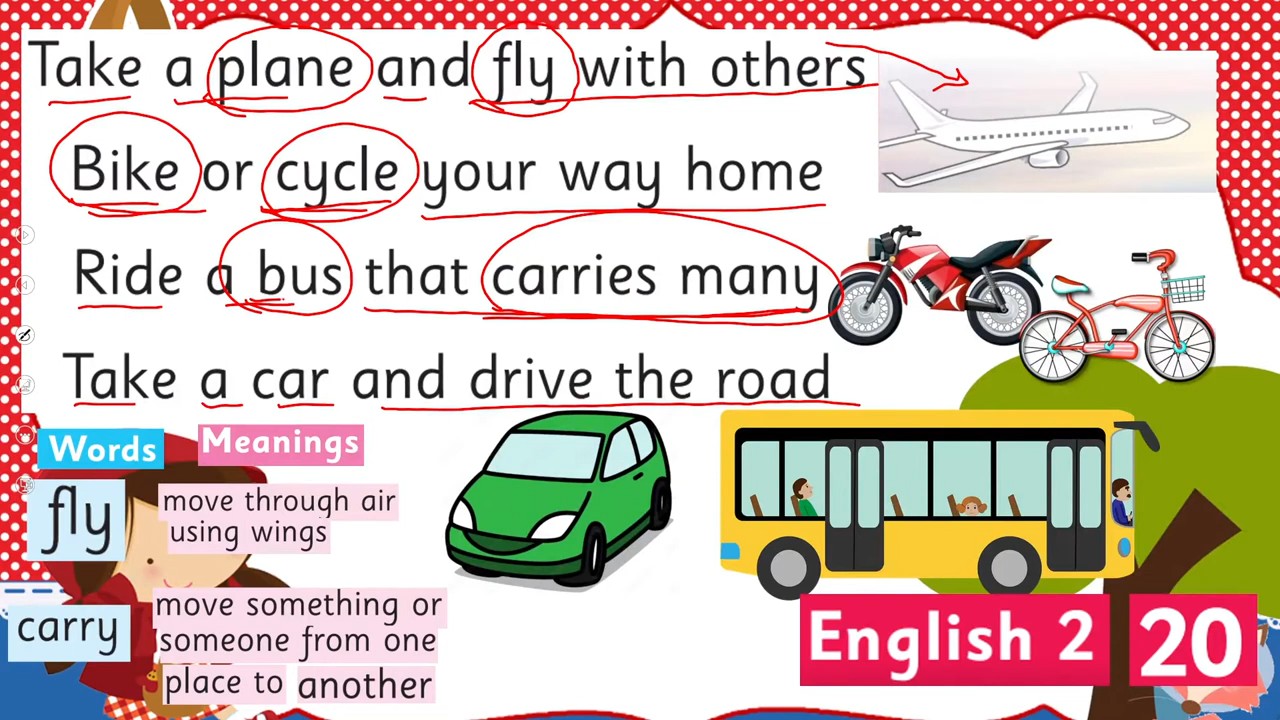 Take a plane and fly with others
Bike or cycle your way home
Ride a bus that carries many
Take a car and drive the road
Words Meanings
fly move through air
using wings
carry move something or
someone from one
place to another
English 2 20